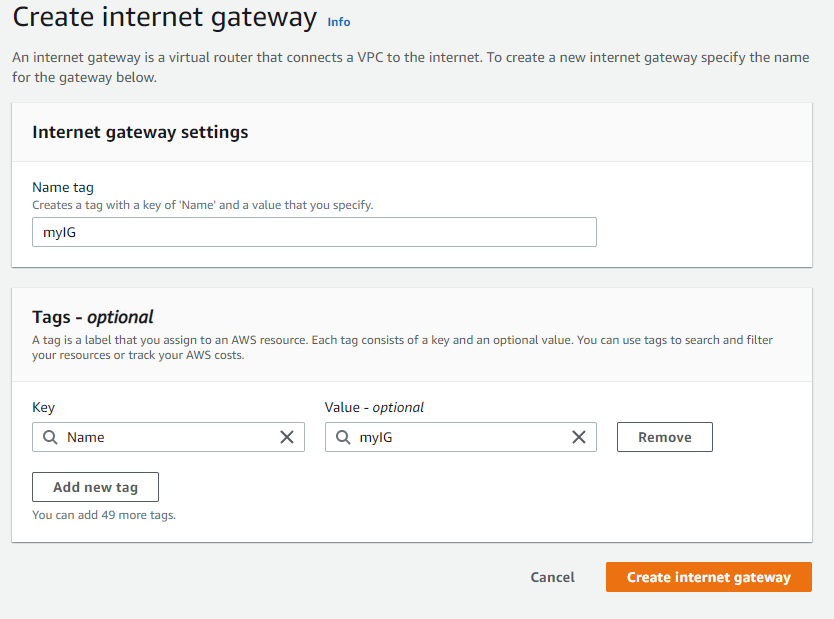 Create internet gateway Info
An internet gateway is a virtual router that connects a VPC to the internet. To create a new internet gateway specify the name
for the gateway below.
Internet gateway settings
Name tag
Creates a tag with a key of 'Name' and a value that you specify.
myIG
Tags - optional
A tag is a label that you assign to an AWS resource. Each tag consists of a key and an optional value. You can use tags to search and filter
your resources or track your AWS costs.
Key Value - optional
Name myIG Remove
Add new tag
You can add 49 more tags.
Cancel Create internet gateway